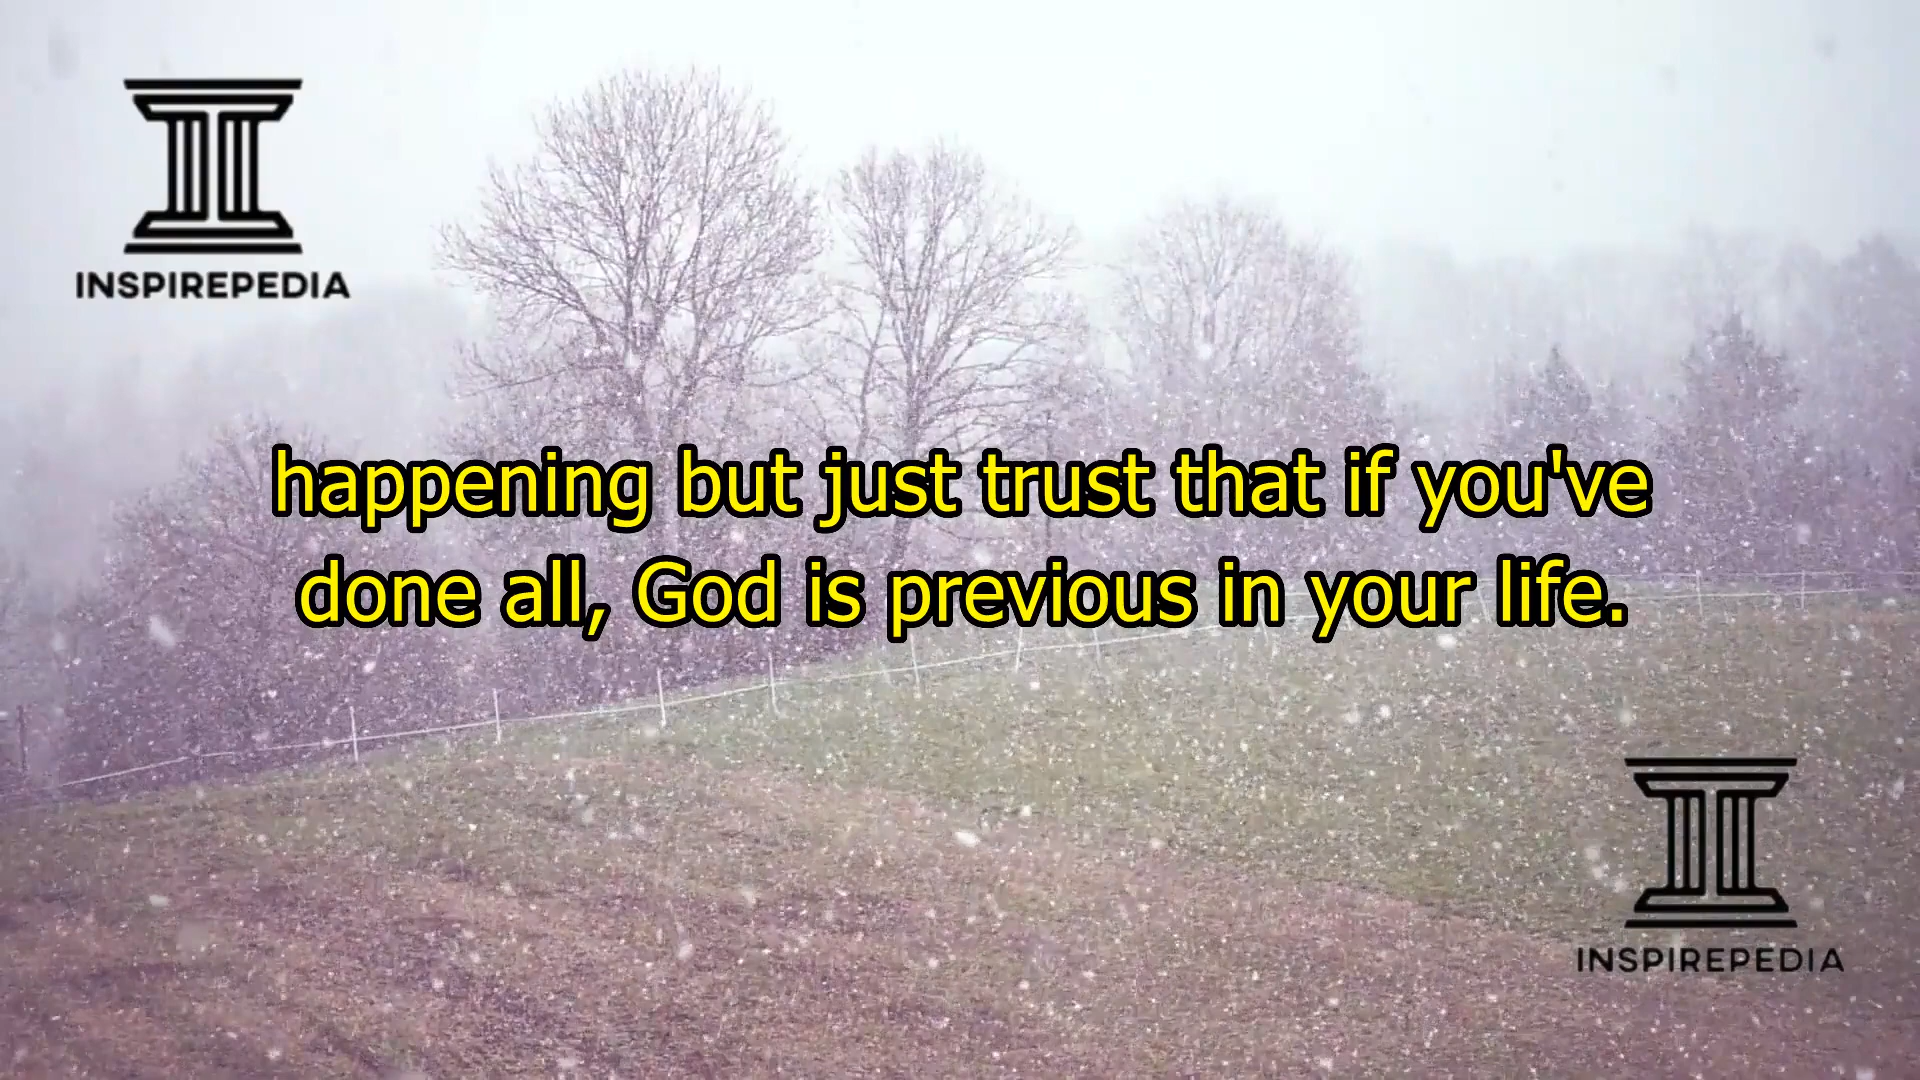 INSPIREPEDIA
happening but just trust that if you've
done all, God is previous in your life.
INSPIREPEDIA